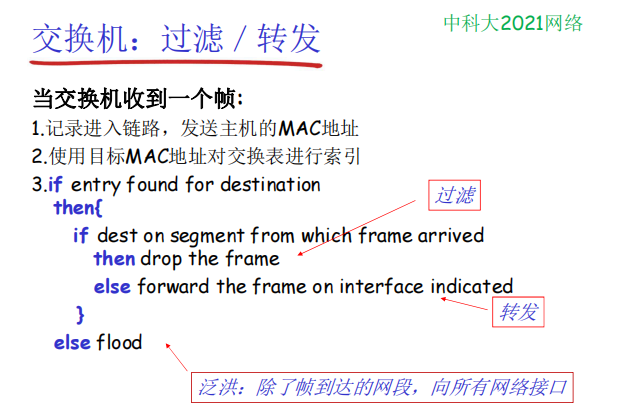 交换机：过滤／转发
中科大2021网络
当交换机收到一个帧:
1.记录进入链路，发送主机的MAC地址
2.使用目标MAC地址对交换表进行索引
3.if entry found for destination
then{
过滤
if dest on segment from which frame arrived
then drop the frame
else forward the frame on interface indicated
转发
}
else flood
泛洪：除了帧到达的网段，向所有网络接口